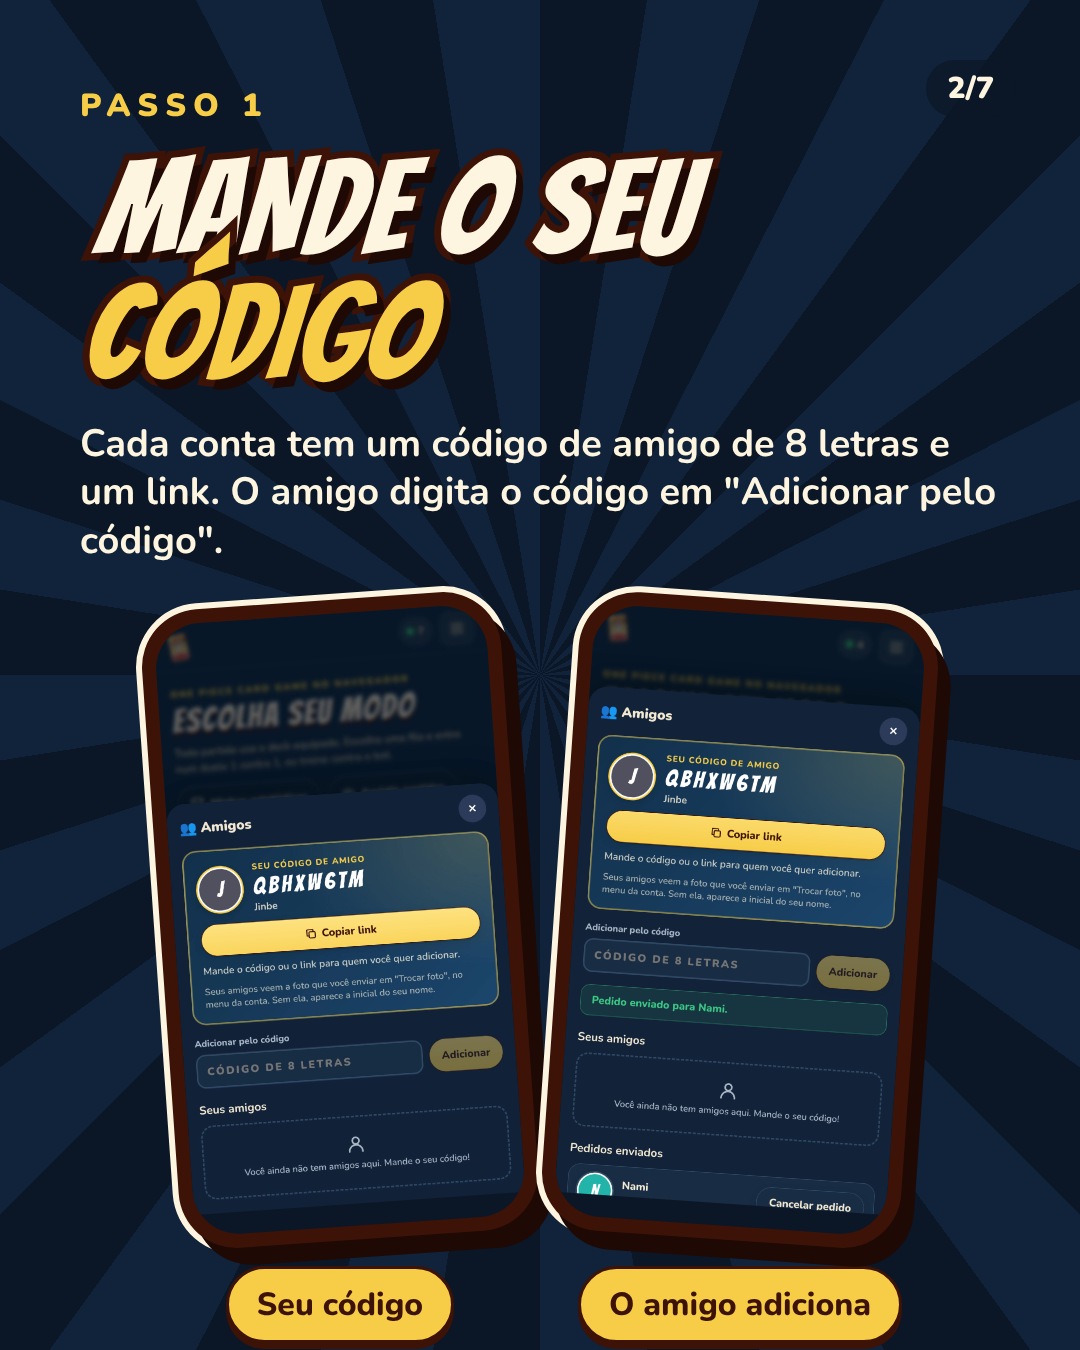 PASSO 1
2/7
MANDE O SEU
CÓDIGO
Cada conta tem um código de amigo de 8 letras e
um link. O amigo digita o código em "Adicionar pelo
código".
ONE PIECE CARD GAME NO NAVEGADOR
ESCOLHA SEU MODO
👥 Amigos
×
J
SEU CÓDIGO DE AMIGO
QBHXW6TM
Jinbe
Copiar link
Mande o código ou o link para quem você quer adicionar.
Seus amigos veem a foto que você enviar em "Trocar foto", no
menu da conta. Sem ela, aparece a inicial do seu nome.
Adicionar pelo código
CÓDIGO DE 8 LETRAS
Adicionar
Seus amigos
Você ainda não tem amigos aqui. Mande o seu código!
Seu código
👥 Amigos
×
J
SEU CÓDIGO DE AMIGO
QBHXW6TM
Jinbe
Copiar link
Mande o código ou o link para quem você quer adicionar.
Seus amigos veem a foto que você enviar em "Trocar foto", no
menu da conta. Sem ela, aparece a inicial do seu nome.
Adicionar pelo código
CÓDIGO DE 8 LETRAS
Adicionar
Pedido enviado para Nami.
Seus amigos
Você ainda não tem amigos aqui. Mande o seu código!
Pedidos enviados
N
Nami
Cancelar pedido
O amigo adiciona